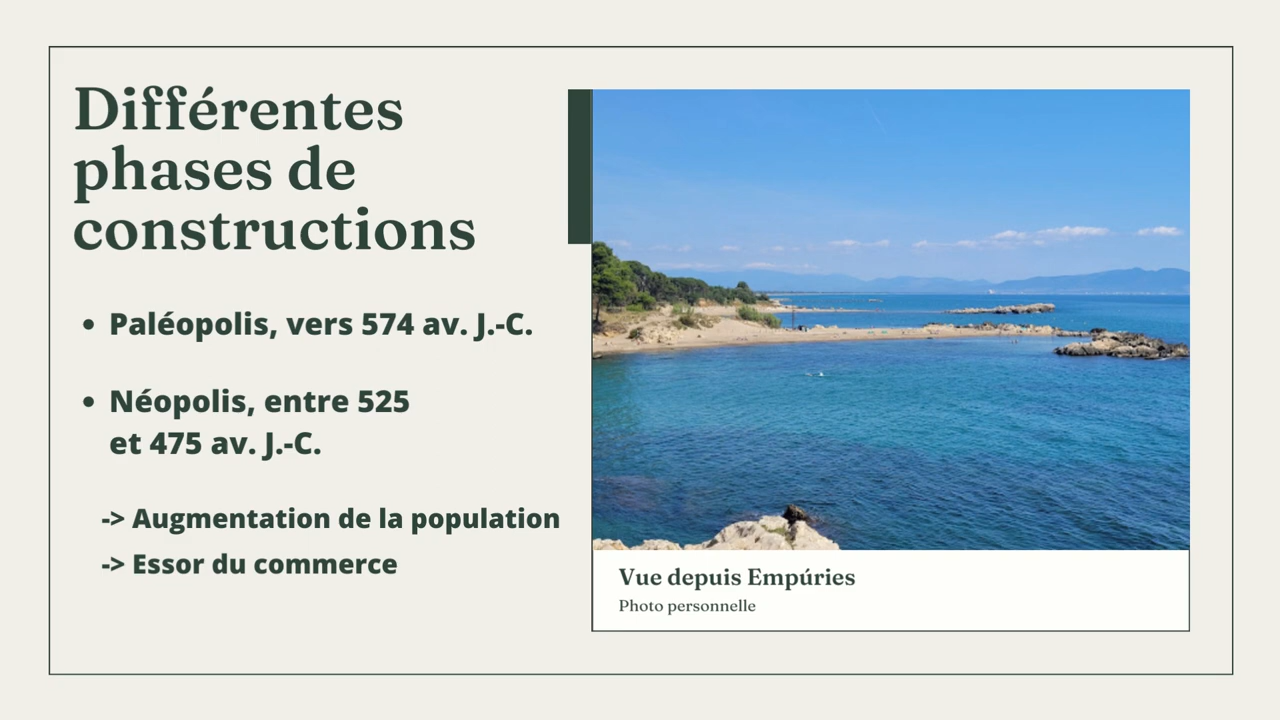 Différentes
phases de
constructions
• Paléopolis, vers 574 av. J.-C.
• Néopolis, entre 525
et 475 av. J.-C.
-> Augmentation de la population
-> Essor du commerce
Vue depuis Empúries
Photo personnelle